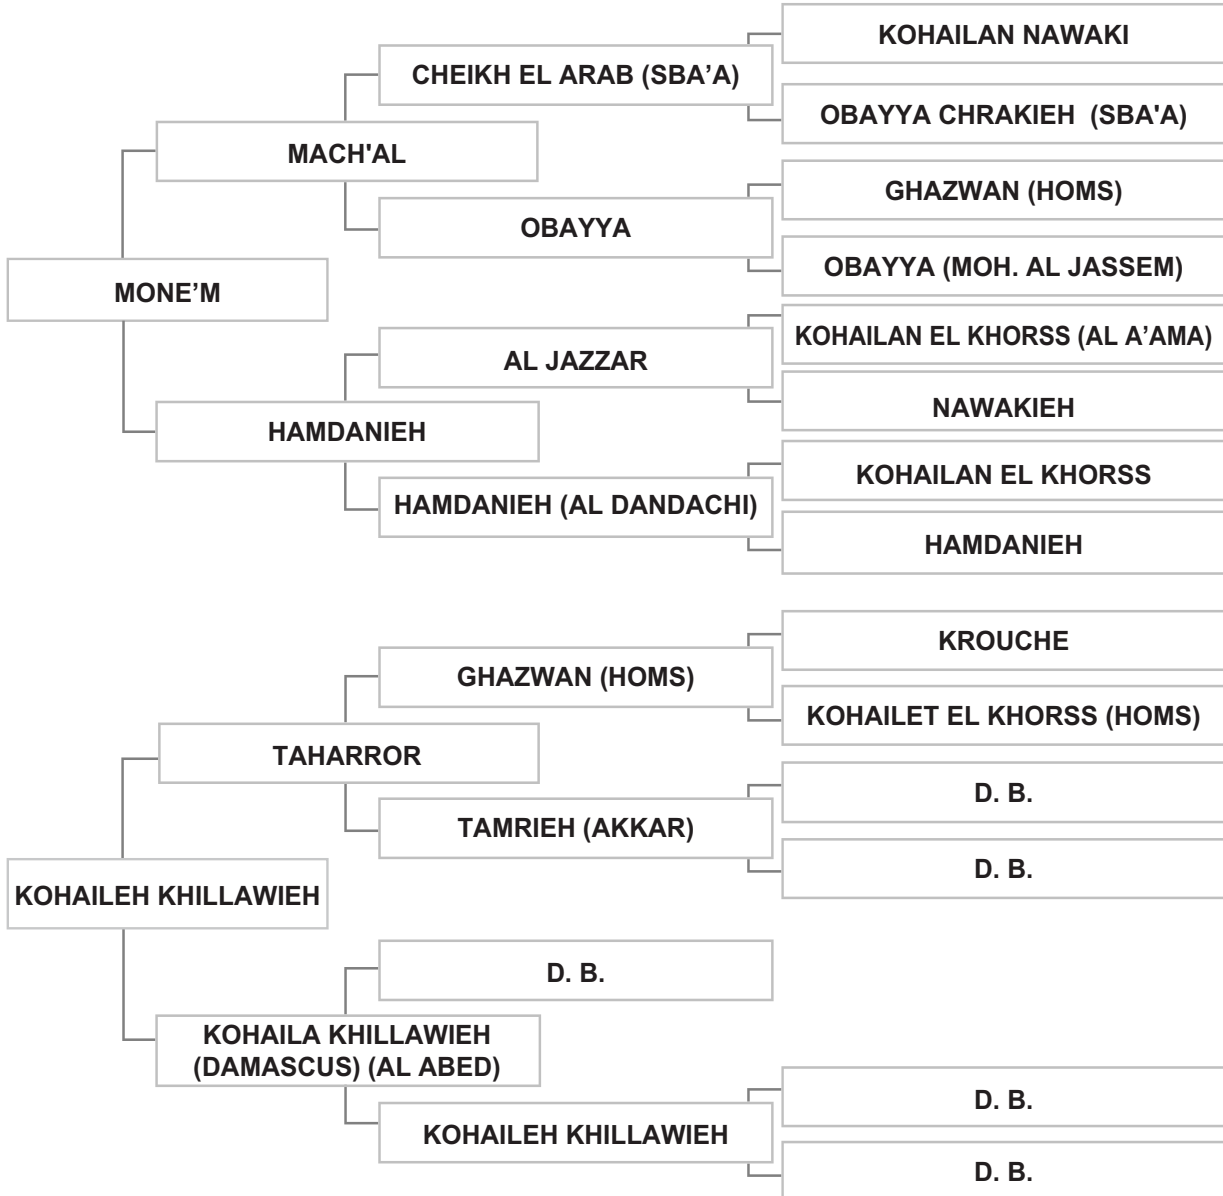 KOHAILAN NAWAKI
CHEIKH EL ARAB (SBA’A)
OBAYYA CHRAKIEH (SBA'A)
MACH'AL
GHAZWAN (HOMS)
OBAYYA
OBAYYA (MOH. AL JASSEM)
MONE’M
KOHAILAN EL KHORSS (AL A’AMA)
AL JAZZAR
NAWAKIEH
HAMDANIEH
KOHAILAN EL KHORSS
HAMDANIEH (AL DANDACHI)
HAMDANIEH
KROUCHE
GHAZWAN (HOMS)
KOHAILET EL KHORSS (HOMS)
TAHARROR
D. B.
TAMRIEH (AKKAR)
D. B.
KOHAILEH KHILLAWIEH
D. B.
KOHAILA KHILLAWIEH
(DAMASCUS) (AL ABED)
D. B.
KOHAILEH KHILLAWIEH
D. B.